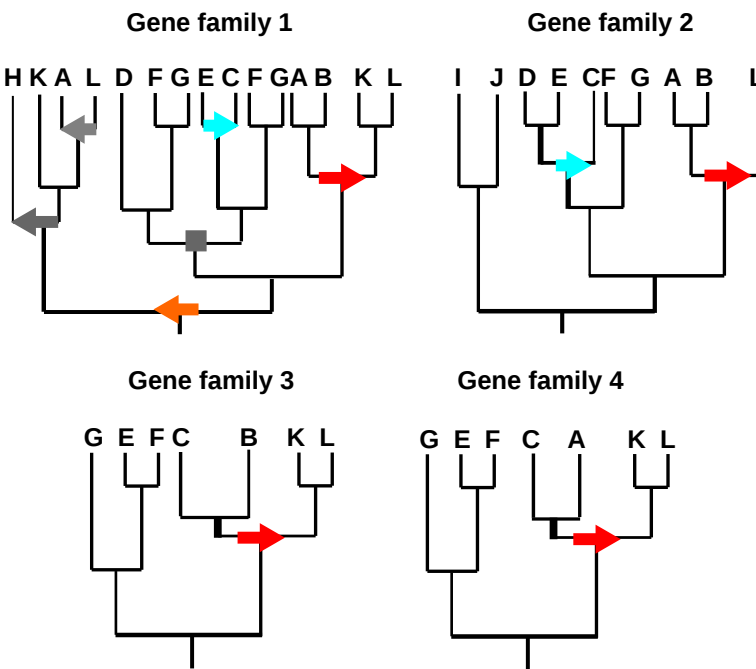 Gene family 1
Gene family 2
H K A L D F G E C F G A B K L
I J D E C F G A B L
Gene family 3
Gene family 4
G E F C B K L
G E F C A K L